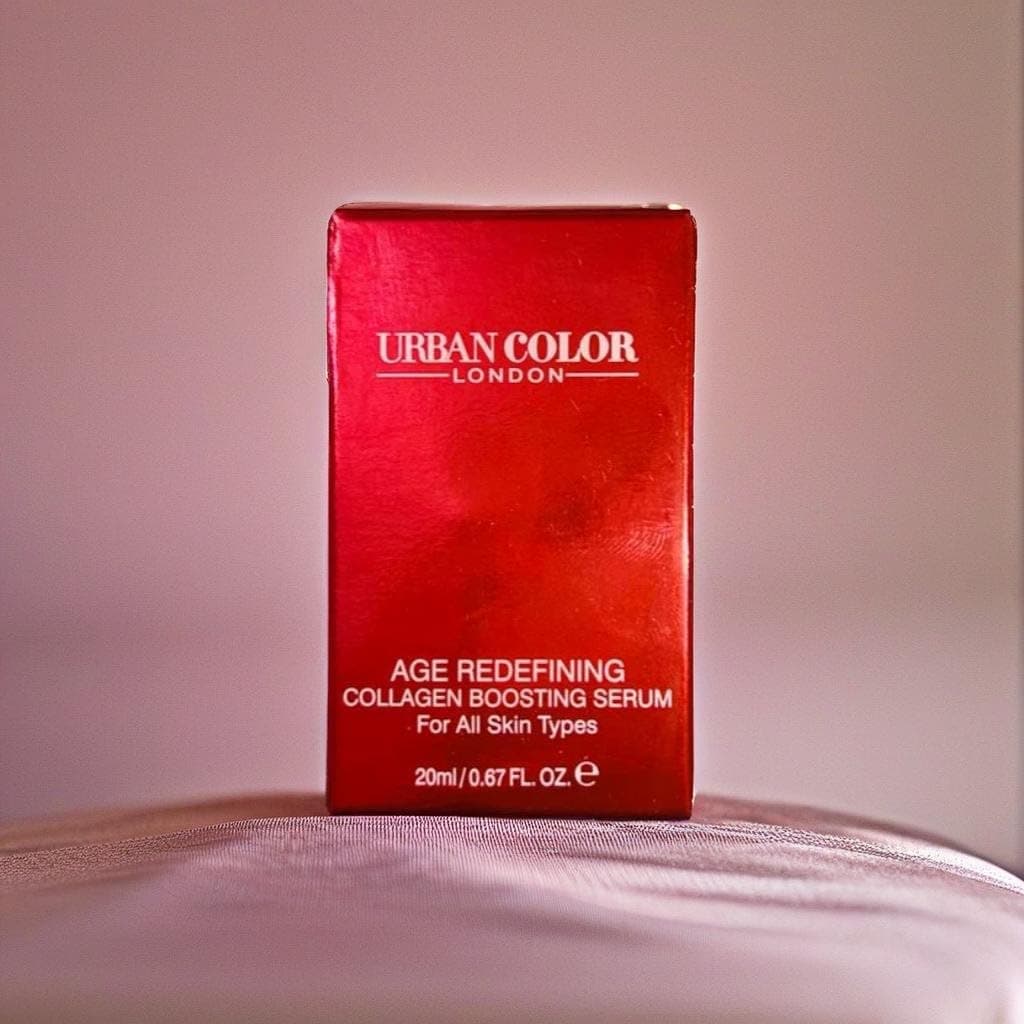 URBAN COLOR
LONDON
AGE REDEFINING
COLLAGEN BOOSTING SERUM
For All Skin Types
20ml/0.67 FL. OZ. ℮